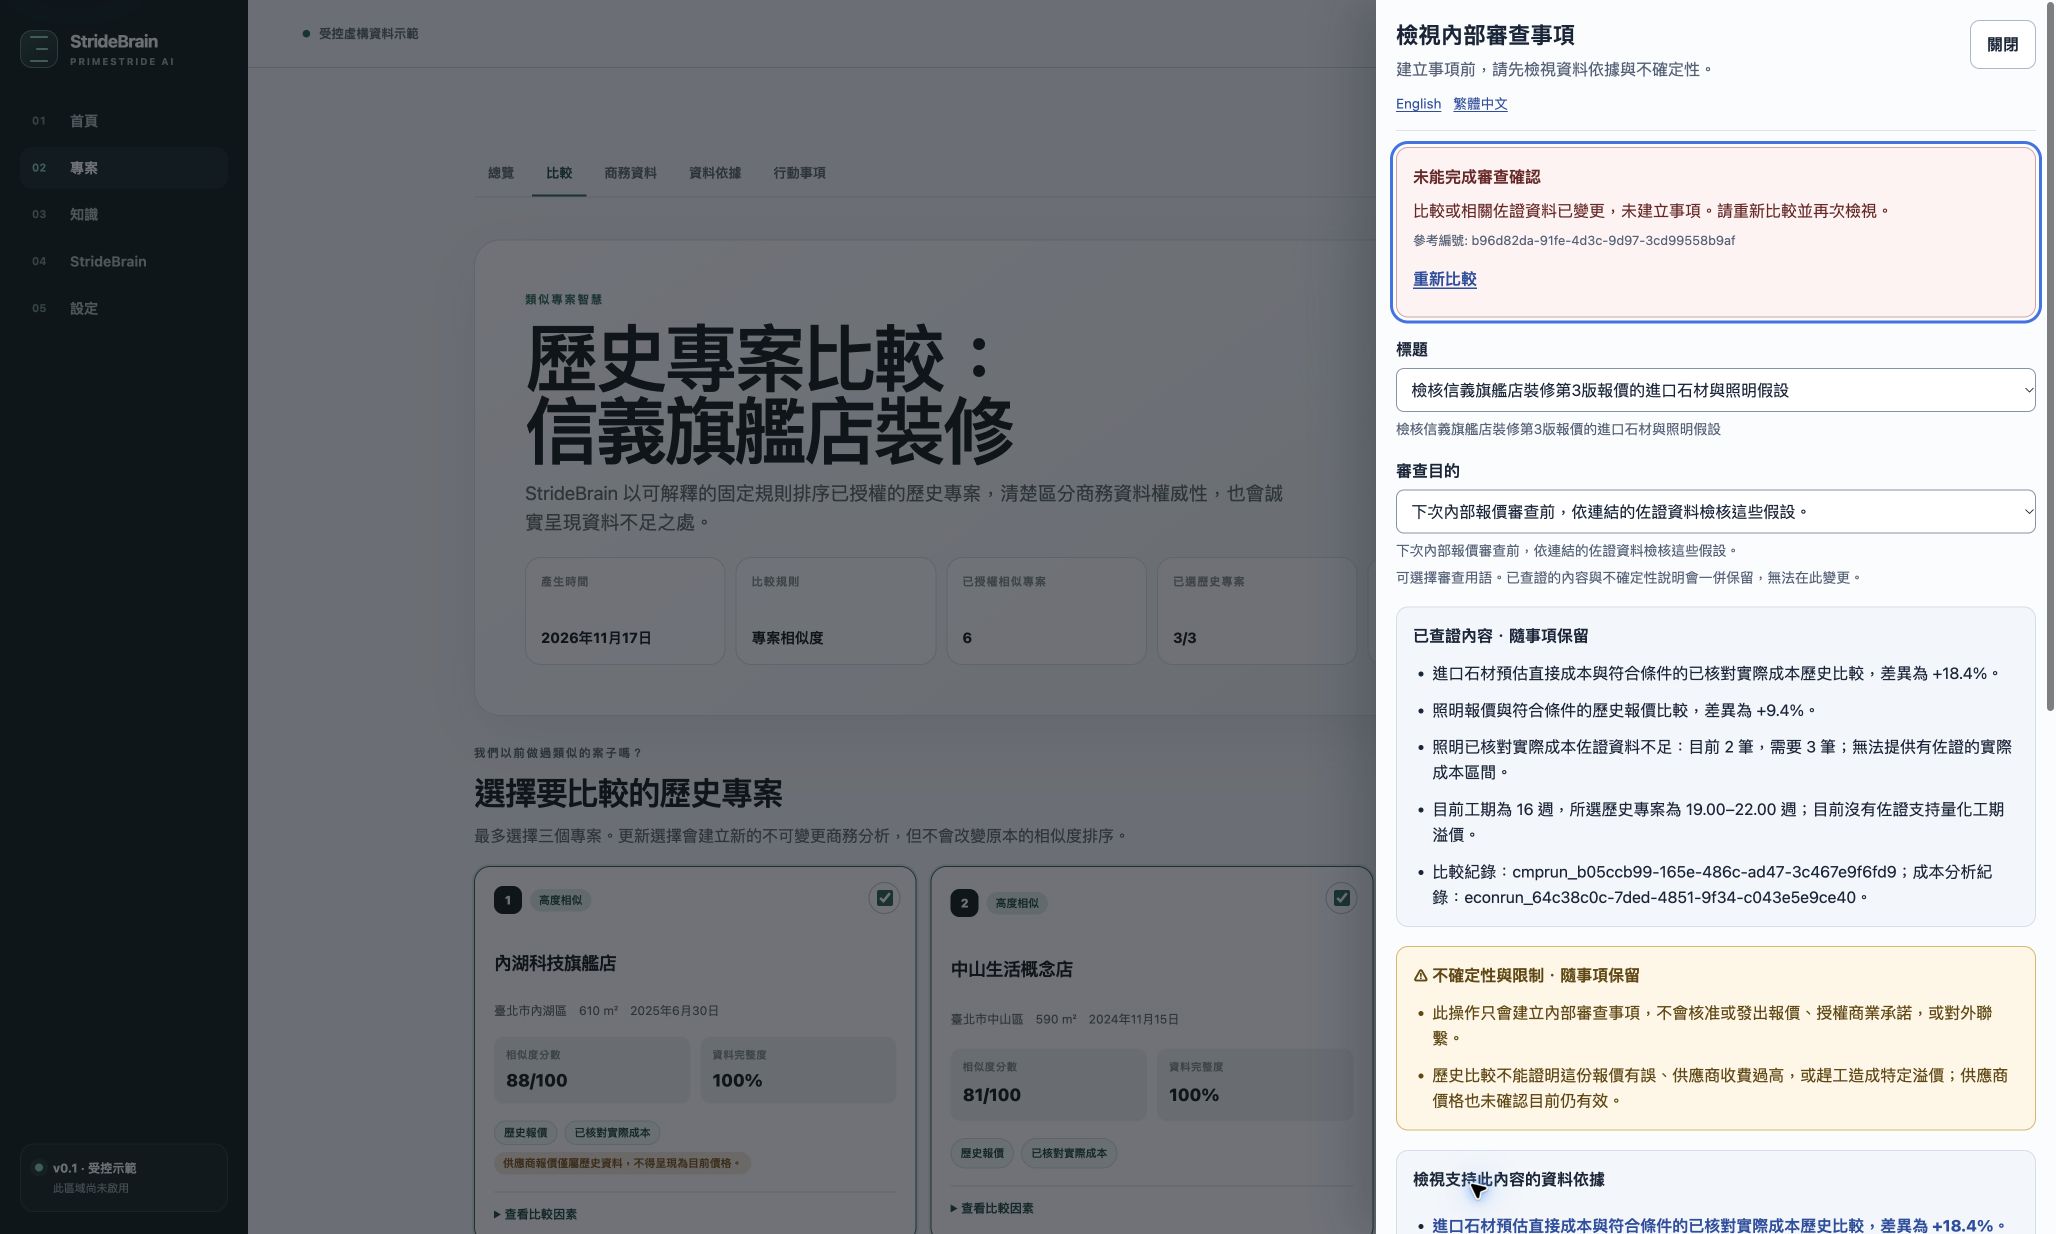 StrideBrain
PRIMESTRIDE AI
01 首頁
02 專案
03 知識
04 StrideBrain
05 設定
v0.1 · 受控示範
此區域尚未啟用
受控虛構資料示範
總覽 比較 商務資料 資料依據 行動事項
類似專案智慧
歷史專案比較：
信義旗艦店裝修
StrideBrain 以可解釋的固定規則排序已授權的歷史專案，清楚區分商務資料權威性，也會誠
實呈現資料不足之處。
產生時間
2026年11月17日
比較規則
專案相似度
已授權相似專案
6
已選歷史專案
3/3
我們以前做過類似的案子嗎？
選擇要比較的歷史專案
最多選擇三個專案。更新選擇會建立新的不可變更商務分析，但不會改變原本的相似度排序。
1 高度相似
內湖科技旗艦店
臺北市內湖區 610 m² 2025年6月30日
相似度分數
88/100
資料完整度
100%
歷史報價 已核對實際成本
供應商報價僅屬歷史資料，不得呈現為目前價格。
▸ 查看比較因素
2 高度相似
中山生活概念店
臺北市中山區 590 m² 2024年11月15日
相似度分數
81/100
資料完整度
100%
歷史報價 已核對實際成本
▸ 查看比較因素
檢視內部審查事項
關閉
建立事項前，請先檢視資料依據與不確定性。
English 繁體中文
未能完成審查確認
比較或相關佐證資料已變更，未建立事項。請重新比較並再次檢視。
參考編號: b96d82da-91fe-4d3c-9d97-3cd99558b9af
重新比較
標題
檢核信義旗艦店裝修第3版報價的進口石材與照明假設
檢核信義旗艦店裝修第3版報價的進口石材與照明假設
審查目的
下次內部報價審查前，依連結的佐證資料檢核這些假設。
下次內部報價審查前，依連結的佐證資料檢核這些假設。
可選擇審查用語。已查證的內容與不確定性說明會一併保留，無法在此變更。
已查證內容 · 隨事項保留
• 進口石材預估直接成本與符合條件的已核對實際成本歷史比較，差異為 +18.4%。
• 照明報價與符合條件的歷史報價比較，差異為 +9.4%。
• 照明已核對實際成本佐證資料不足：目前 2 筆，需要 3 筆；無法提供有佐證的實際
成本區間。
• 目前工期為 16 週，所選歷史專案為 19.00–22.00 週；目前沒有佐證支持量化工期
溢價。
• 比較紀錄：cmprun_b05ccb99-165e-486c-ad47-3c467e9f6fd9；成本分析紀
錄：econrun_64c38c0c-7ded-4851-9f34-c043e5e9ce40。
⚠ 不確定性與限制 · 隨事項保留
• 此操作只會建立內部審查事項，不會核准或發出報價、授權商業承諾，或對外聯
繫。
• 歷史比較不能證明這份報價有誤、供應商收費過高，或趕工造成特定溢價；供應商
價格也未確認目前仍有效。
檢視支持此內容的資料依據
• 進口石材預估直接成本與符合條件的已核對實際成本歷史比較，差異為 +18.4%。